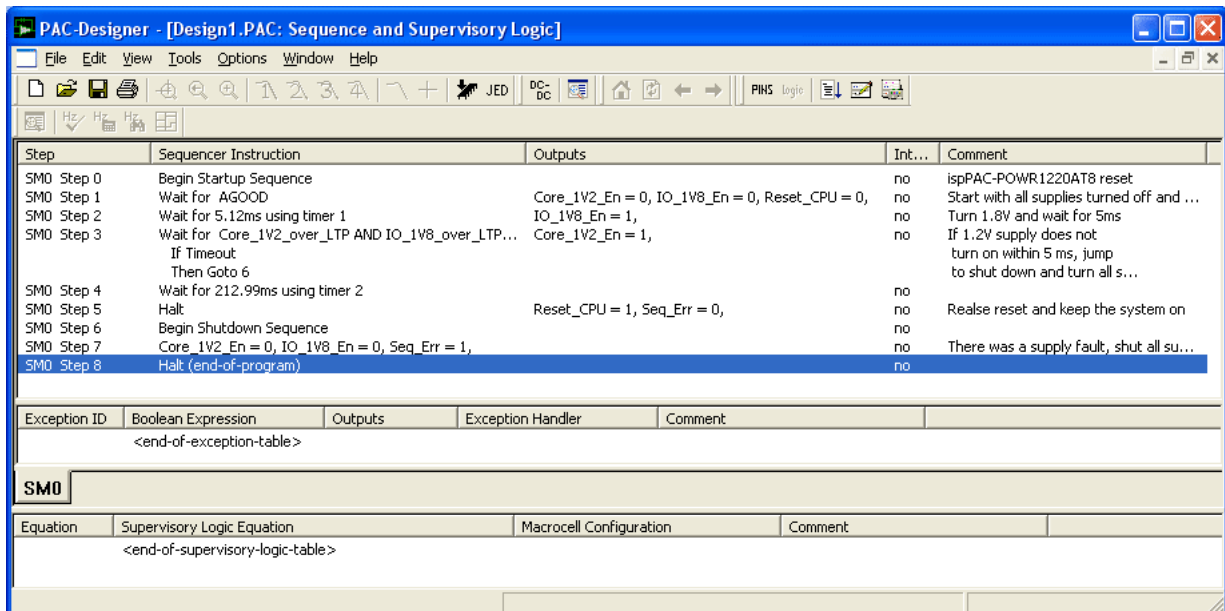 PAC-Designer - [Design1.PAC: Sequence and Supervisory Logic]
File Edit View Tools Options Window Help
JED DC-DC PINS logic
Hz Hz Hz
Step Sequencer Instruction Outputs Int... Comment
SM0 Step 0 Begin Startup Sequence no ispPAC-POWR1220AT8 reset
SM0 Step 1 Wait for AGOOD Core_1V2_En = 0, IO_1V8_En = 0, Reset_CPU = 0, no Start with all supplies turned off and ...
SM0 Step 2 Wait for 5.12ms using timer 1 IO_1V8_En = 1, no Turn 1.8V and wait for 5ms
SM0 Step 3 Wait for Core_1V2_over_LTP AND IO_1V8_over_LTP... Core_1V2_En = 1, no If 1.2V supply does not
If Timeout turn on within 5 ms, jump
Then Goto 6 to shut down and turn all s...
SM0 Step 4 Wait for 212.99ms using timer 2 no
SM0 Step 5 Halt Reset_CPU = 1, Seq_Err = 0, no Realse reset and keep the system on
SM0 Step 6 Begin Shutdown Sequence no
SM0 Step 7 Core_1V2_En = 0, IO_1V8_En = 0, Seq_Err = 1, no There was a supply fault, shut all su...
SM0 Step 8 Halt (end-of-program) no
Exception ID Boolean Expression Outputs Exception Handler Comment
<end-of-exception-table>
SM0
Equation Supervisory Logic Equation Macrocell Configuration Comment
<end-of-supervisory-logic-table>